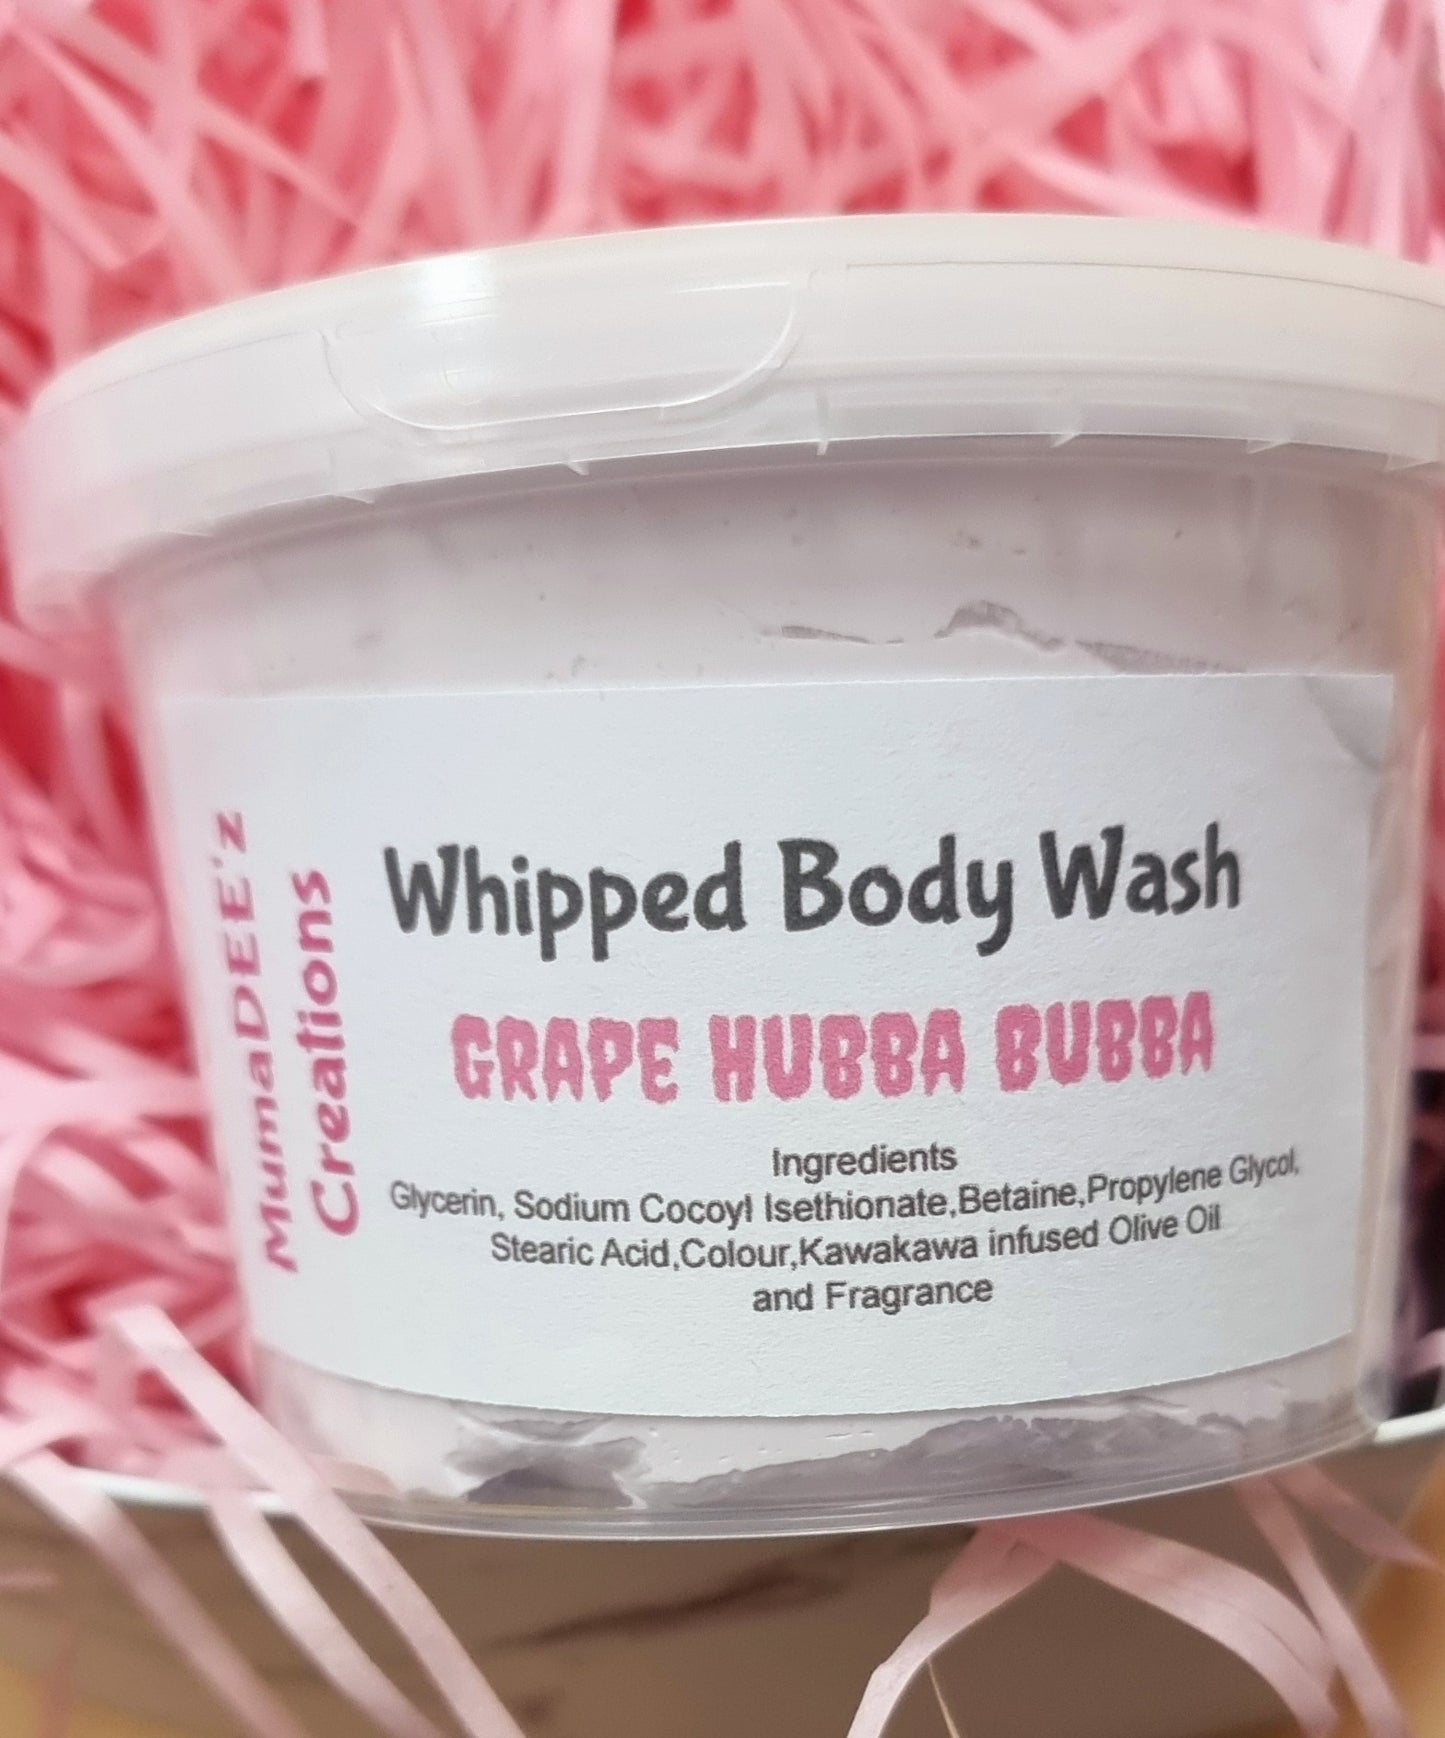 MumaDEE'z
Creations
Whipped Body Wash
GRAPE HUBBA BUBBA
Ingredients
Glycerin, Sodium Cocoyl Isethionate,Betaine,Propylene Glycol,
Stearic Acid,Colour,Kawakawa infused Olive Oil
and Fragrance